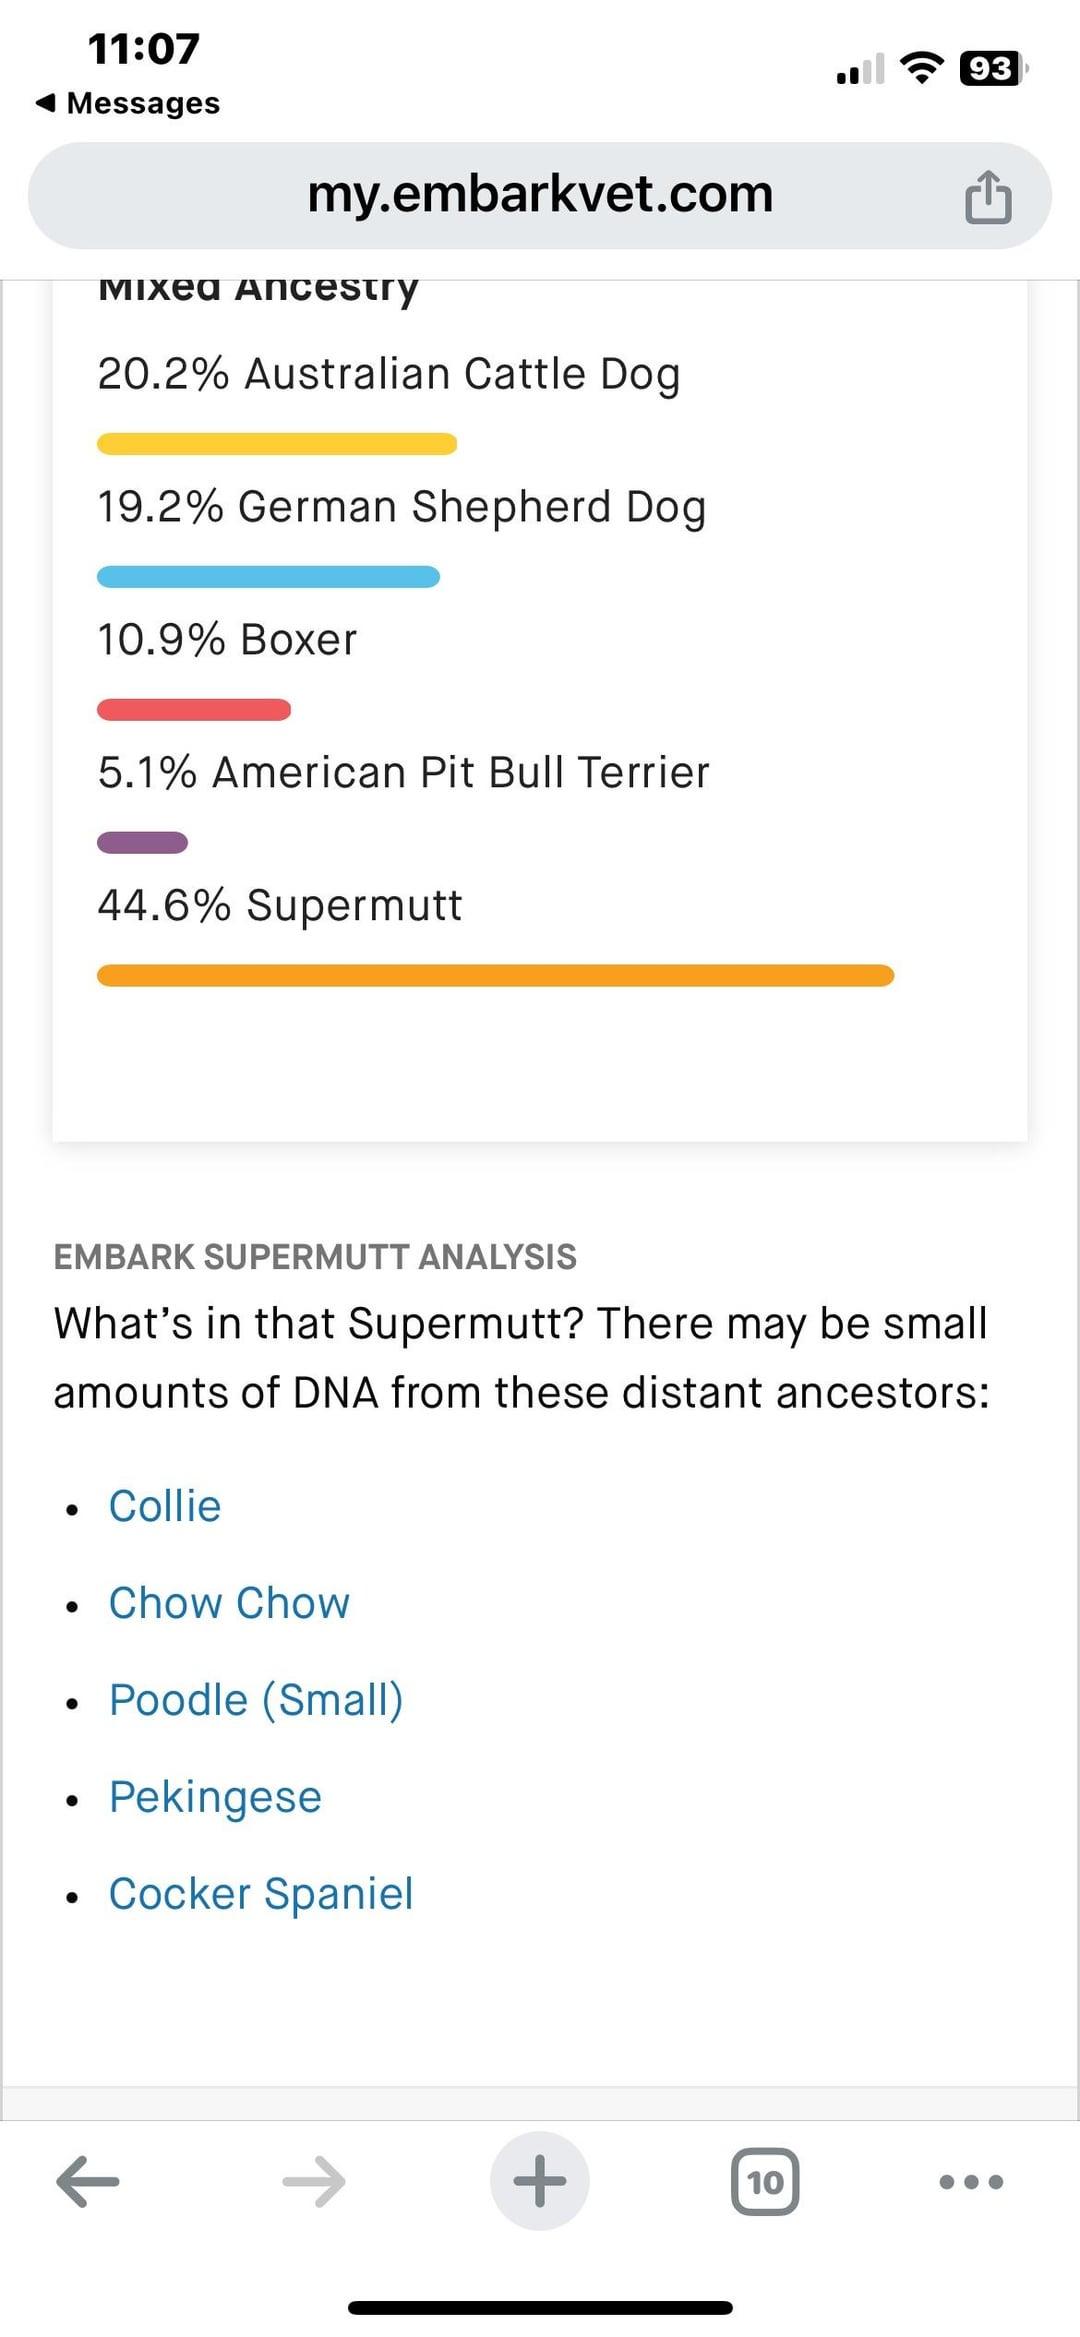 11:07
93
Messages
my.embarkvet.com
Mixed Ancestry
20.2% Australian Cattle Dog
19.2% German Shepherd Dog
10.9% Boxer
5.1% American Pit Bull Terrier
44.6% Supermutt
EMBARK SUPERMUTT ANALYSIS
What’s in that Supermutt? There may be small
amounts of DNA from these distant ancestors:
• Collie
• Chow Chow
• Poodle (Small)
• Pekingese
• Cocker Spaniel
10